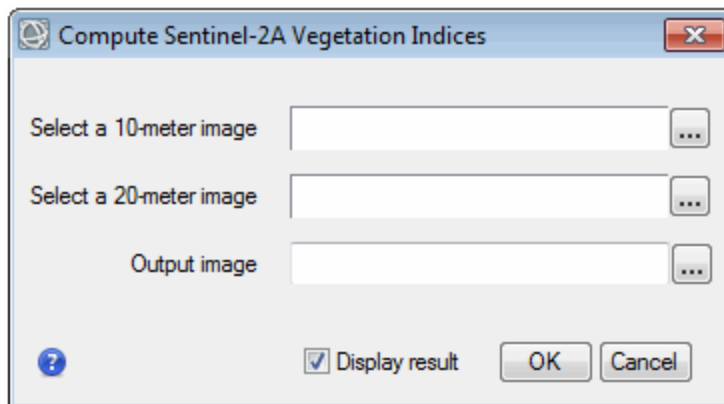 Compute Sentinel-2A Vegetation Indices
Select a 10-meter image
...
Select a 20-meter image
...
Output image
...
Display result
OK
Cancel